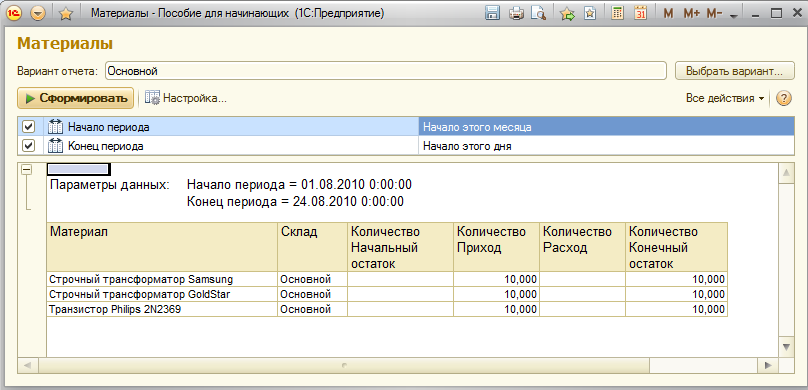 Материалы - Пособие для начинающих (1С:Предприятие)
M M+ M-
31
Материалы
Вариант отчета: Основной Выбрать вариант...
Сформировать Настройка... Все действия ?
Начало периода Начало этого месяца
Конец периода Начало этого дня
Параметры данных: Начало периода = 01.08.2010 0:00:00
Конец периода = 24.08.2010 0:00:00
Материал Склад Количество Количество Количество Количество
Начальный Приход Расход Конечный
остаток остаток
Строчный трансформатор Samsung Основной 10,000 10,000
Строчный трансформатор GoldStar Основной 10,000 10,000
Транзистор Philips 2N2369 Основной 10,000 10,000